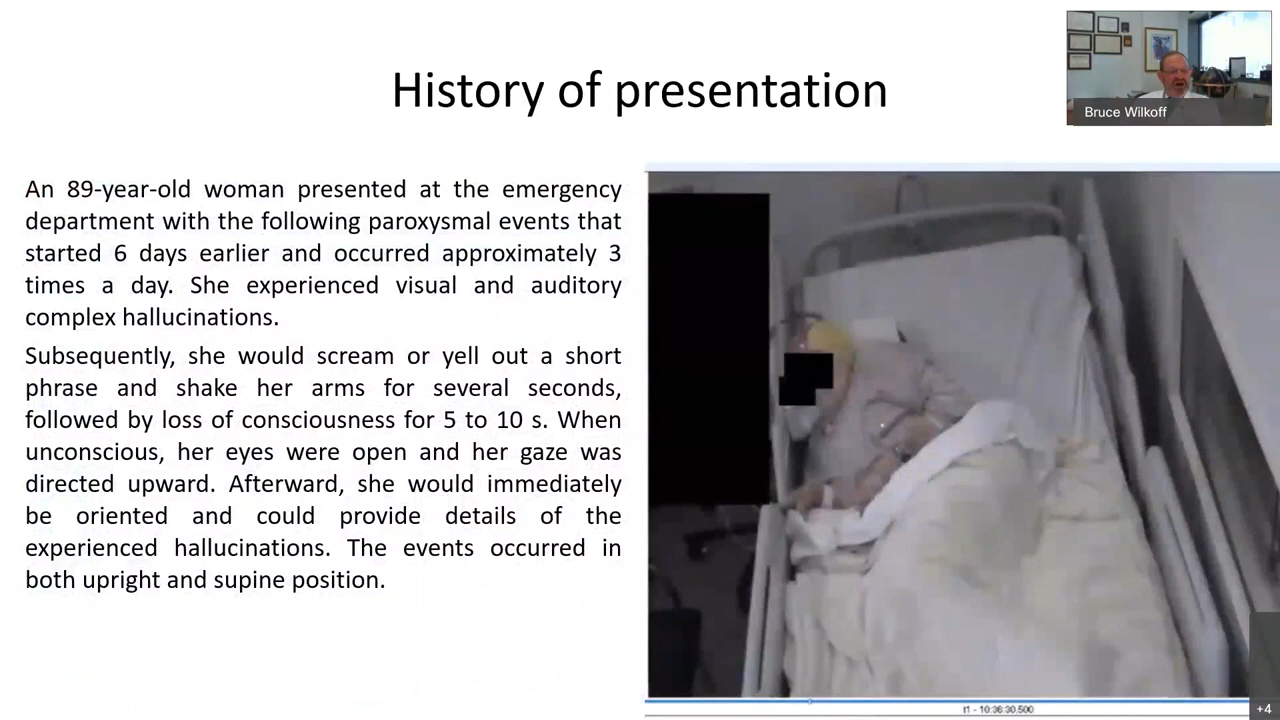 History of presentation
Bruce Wilkoff
An 89-year-old woman presented at the emergency
department with the following paroxysmal events that
started 6 days earlier and occurred approximately 3
times a day. She experienced visual and auditory
complex hallucinations.
Subsequently, she would scream or yell out a short
phrase and shake her arms for several seconds,
followed by loss of consciousness for 5 to 10 s. When
unconscious, her eyes were open and her gaze was
directed upward. Afterward, she would immediately
be oriented and could provide details of the
experienced hallucinations. The events occurred in
both upright and supine position.
r1 - 10:36:30.500
+4